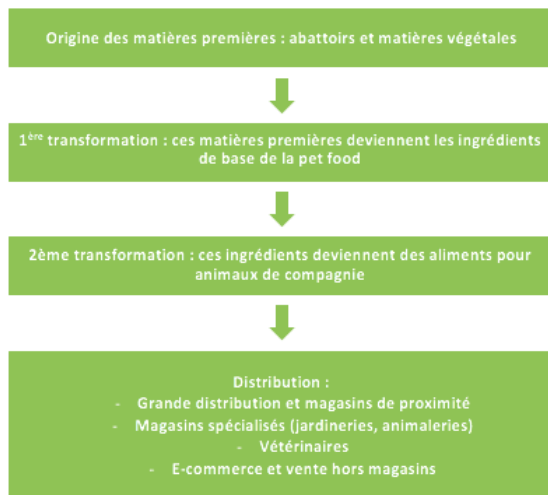 Origine des matières premières : abattoirs et matières végétales
1ère transformation : ces matières premières deviennent les ingrédients
de base de la pet food
2ème transformation : ces ingrédients deviennent des aliments pour
animaux de compagnie
Distribution :
- Grande distribution et magasins de proximité
- Magasins spécialisés (jardineries, animaleries)
- Vétérinaires
- E-commerce et vente hors magasins